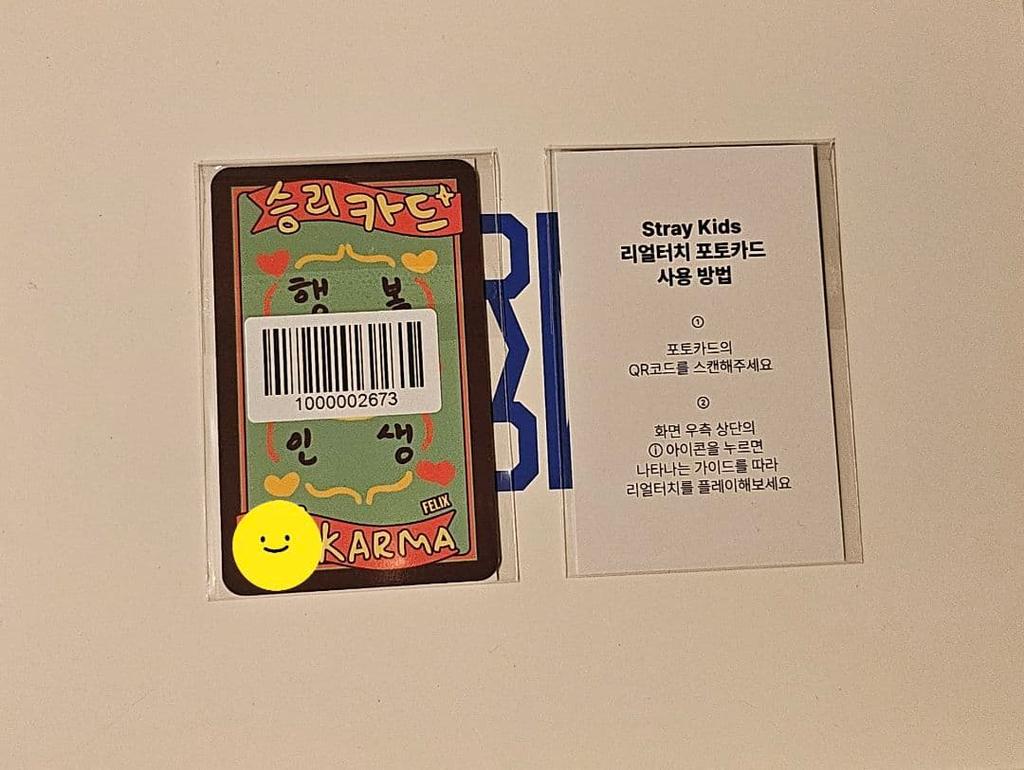 승리 카드
행 복
1000002673
인 생
FELIX
KARMA
Stray Kids
리얼터치 포토카드
사용 방법
①
포토카드의
QR코드를 스캔해주세요
②
화면 우측 상단의
ⓘ 아이콘을 누르면
나타나는 가이드를 따라
리얼터치를 플레이해보세요